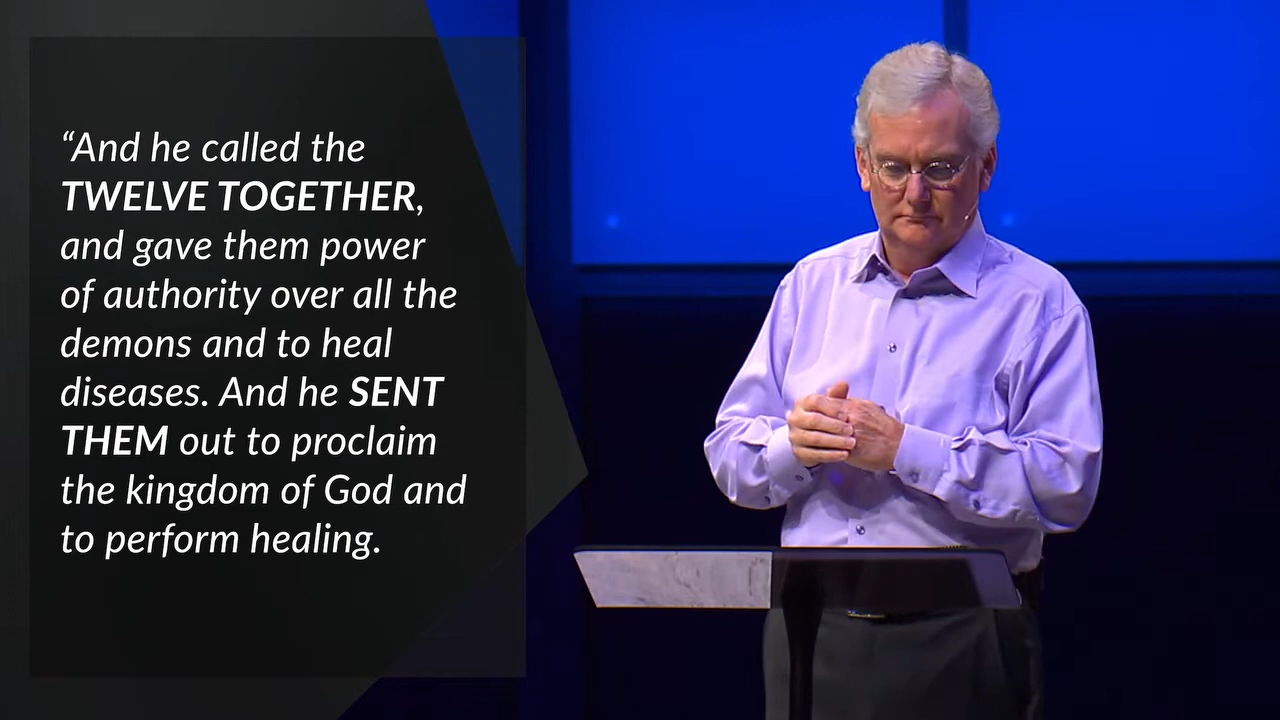 “And he called the
TWELVE TOGETHER,
and gave them power
of authority over all the
demons and to heal
diseases. And he SENT
THEM out to proclaim
the kingdom of God and
to perform healing.